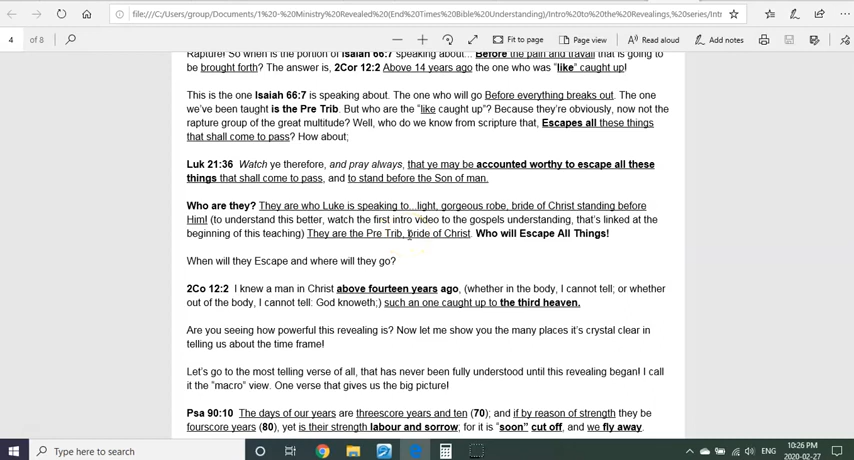 file:///C:/Users/group/Documents/1%20-%20Ministry%20Revealed%20(End%20Times%20Bible%20Understanding)/Intro%20to%20the%20Revealings,%20series/Intr
4 of 8
Fit to page
Page view
Read aloud
Add notes
Rapture! So when is the portion of Isaiah 66:7 speaking about... Before the pain and travail that is going to
be brought forth? The answer is, 2Cor 12:2 Above 14 years ago the one who was "like" caught up!
This is the one Isaiah 66:7 is speaking about. The one who will go Before everything breaks out. The one
we've been taught is the Pre Trib. But who are the "like caught up"? Because they're obviously, now not the
rapture group of the great multitude? Well, who do we know from scripture that, Escapes all these things
that shall come to pass? How about;
Luk 21:36 Watch ye therefore, and pray always, that ye may be accounted worthy to escape all these
things that shall come to pass, and to stand before the Son of man.
Who are they? They are who Luke is speaking to...light, gorgeous robe, bride of Christ standing before
Him! (to understand this better, watch the first intro video to the gospels understanding, that's linked at the
beginning of this teaching) They are the Pre Trib, bride of Christ. Who will Escape All Things!
When will they Escape and where will they go?
2Co 12:2 I knew a man in Christ above fourteen years ago, (whether in the body, I cannot tell; or whether
out of the body, I cannot tell: God knoweth;) such an one caught up to the third heaven.
Are you seeing how powerful this revealing is? Now let me show you the many places it's crystal clear in
telling us about the time frame!
Let's go to the most telling verse of all, that has never been fully understood until this revealing began! I call
it the "macro" view. One verse that gives us the big picture!
Psa 90:10 The days of our years are threescore years and ten (70); and if by reason of strength they be
fourscore years (80), yet is their strength labour and sorrow; for it is "soon" cut off, and we fly away.
Type here to search
ENG
10:26 PM
2020-02-27